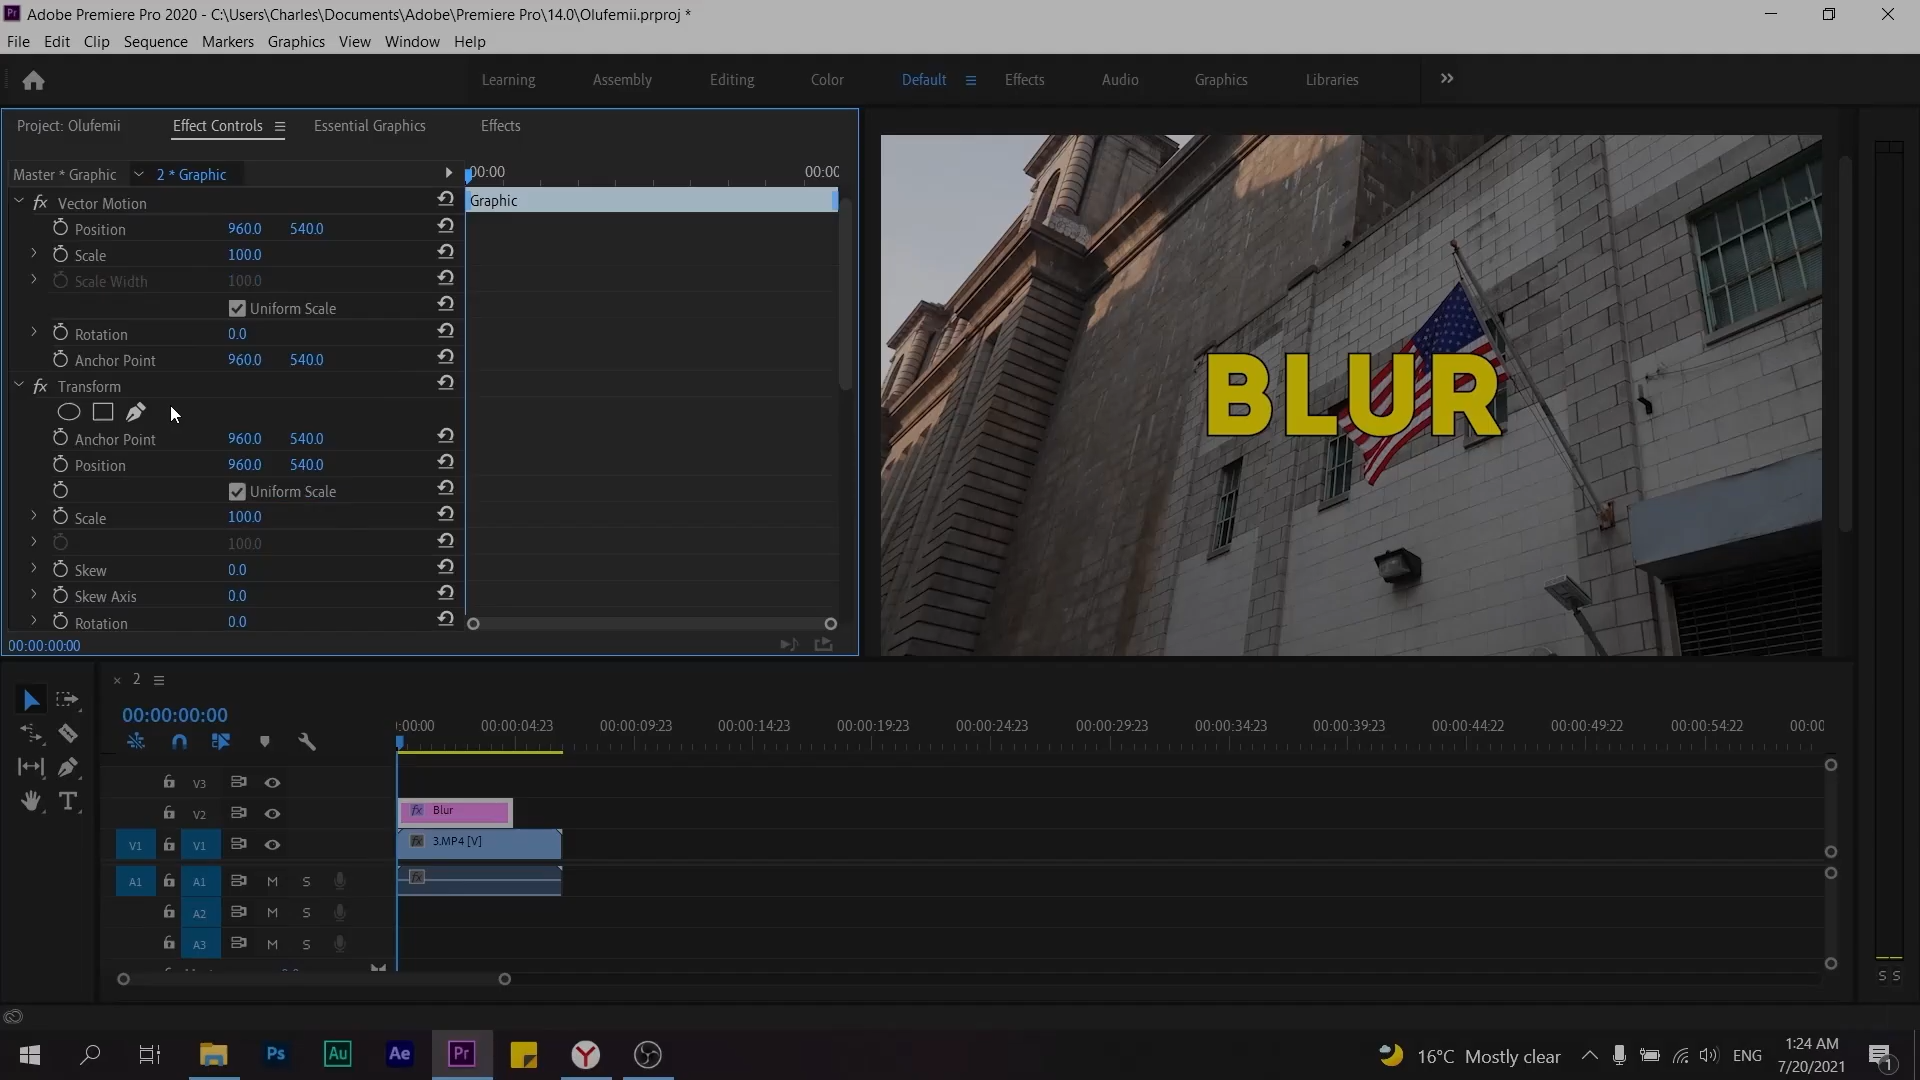 Pr Adobe Premiere Pro 2020 - C:\Users\Charles\Documents\Adobe\Premiere Pro\14.0\Olufemii.prproj *
File Edit Clip Sequence Markers Graphics View Window Help
Learning Assembly Editing Color Default Effects Audio Graphics Libraries
Project: Olufemii Effect Controls Essential Graphics Effects
Master * Graphic 2 * Graphic :00:00 00:00
fx Vector Motion Graphic
Position 960.0 540.0
Scale 100.0
Scale Width 100.0
Uniform Scale
Rotation 0.0
Anchor Point 960.0 540.0
fx Transform
Anchor Point 960.0 540.0
Position 960.0 540.0
Uniform Scale
Scale 100.0
100.0
Skew 0.0
Skew Axis 0.0
Rotation 0.0
00:00:00:00
BLUR
× 2
00:00:00:00
:00:00 00:00:04:23 00:00:09:23 00:00:14:23 00:00:19:23 00:00:24:23 00:00:29:23 00:00:34:23 00:00:39:23 00:00:44:22 00:00:49:22 00:00:54:22 00:00
V3
V2 fx Blur
V1 V1 fx 3.MP4 [V]
A1 A1 M S fx
A2 M S
A3 M S
S S
Ps Au Ae Pr Y 16°C Mostly clear ENG 1:24 AM
7/20/2021
1